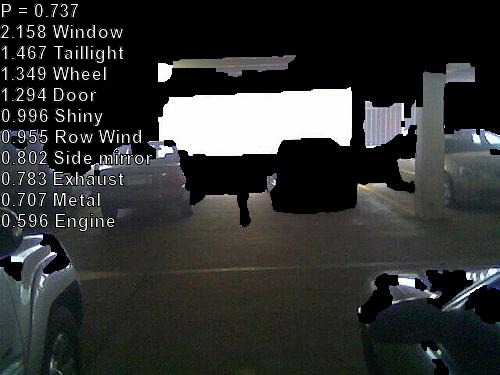 P = 0.737
2.158 Window
1.467 Taillight
1.349 Wheel
1.294 Door
0.996 Shiny
0.955 Row Wind
0.802 Side mirror
0.783 Exhaust
0.707 Metal
0.596 Engine